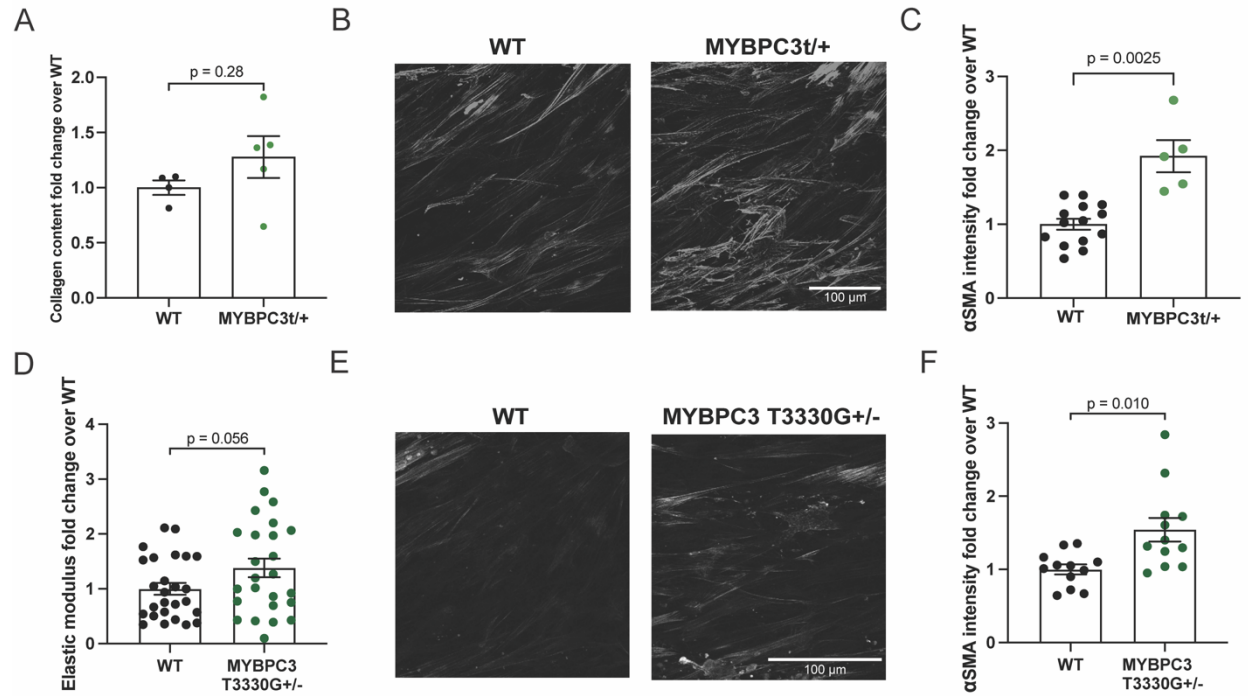 A
Collagen content fold change over WT
2.0
1.5
1.0
0.5
0.0
p = 0.28
WT
MYBPC3t/+
B
WT
MYBPC3t/+
100 µm
C
αSMA intensity fold change over WT
3
2
1
0
p = 0.0025
WT
MYBPC3t/+
D
Elastic modulus fold change over WT
4
3
2
1
0
p = 0.056
WT
MYBPC3
T3330G+/-
E
WT
MYBPC3 T3330G+/-
100 µm
F
αSMA intensity fold change over WT
3
2
1
0
p = 0.010
WT
MYBPC3
T3330G+/-